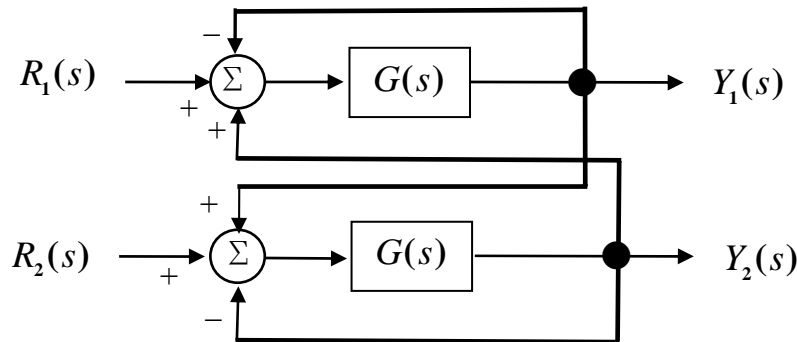 −
R₁(s) Σ G(s) Y₁(s)
+ +
+
R₂(s) Σ G(s) Y₂(s)
+
−